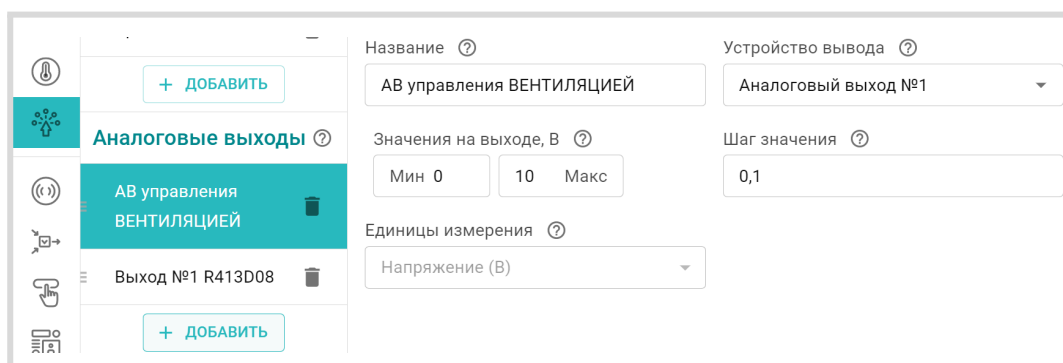 + ДОБАВИТЬ
Аналоговые выходы
АВ управления
ВЕНТИЛЯЦИЕЙ
Выход №1 R413D08
+ ДОБАВИТЬ
Название
АВ управления ВЕНТИЛЯЦИЕЙ
Устройство вывода
Аналоговый выход №1
Значения на выходе, В
Мин 0
10 Макс
Шаг значения
0,1
Единицы измерения
Напряжение (В)